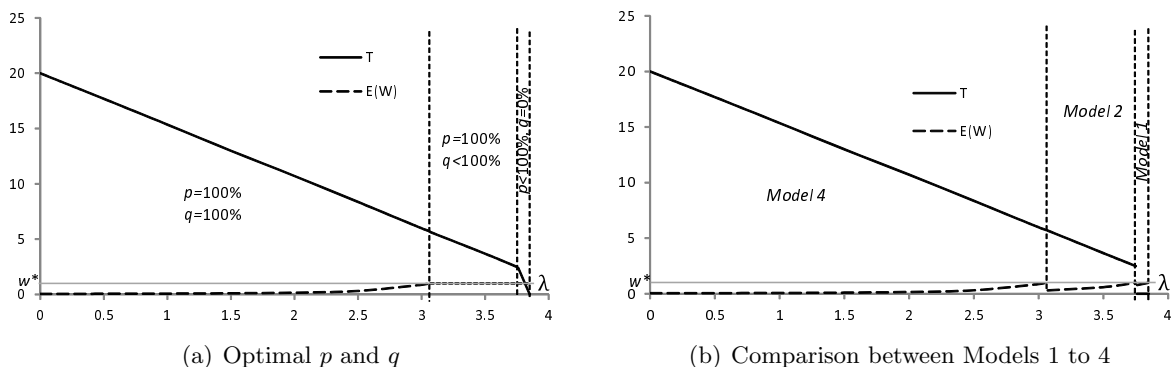 25
20
15
10
5
0
w*
T
E(W)
p=100%
q=100%
p=100%
q<100%
p<100%, q=0%
λ
0 0.5 1 1.5 2 2.5 3 3.5 4
(a) Optimal p and q
25
20
15
10
5
0
w*
T
E(W)
Model 4
Model 2
Model 1
λ
0 0.5 1 1.5 2 2.5 3 3.5 4
(b) Comparison between Models 1 to 4